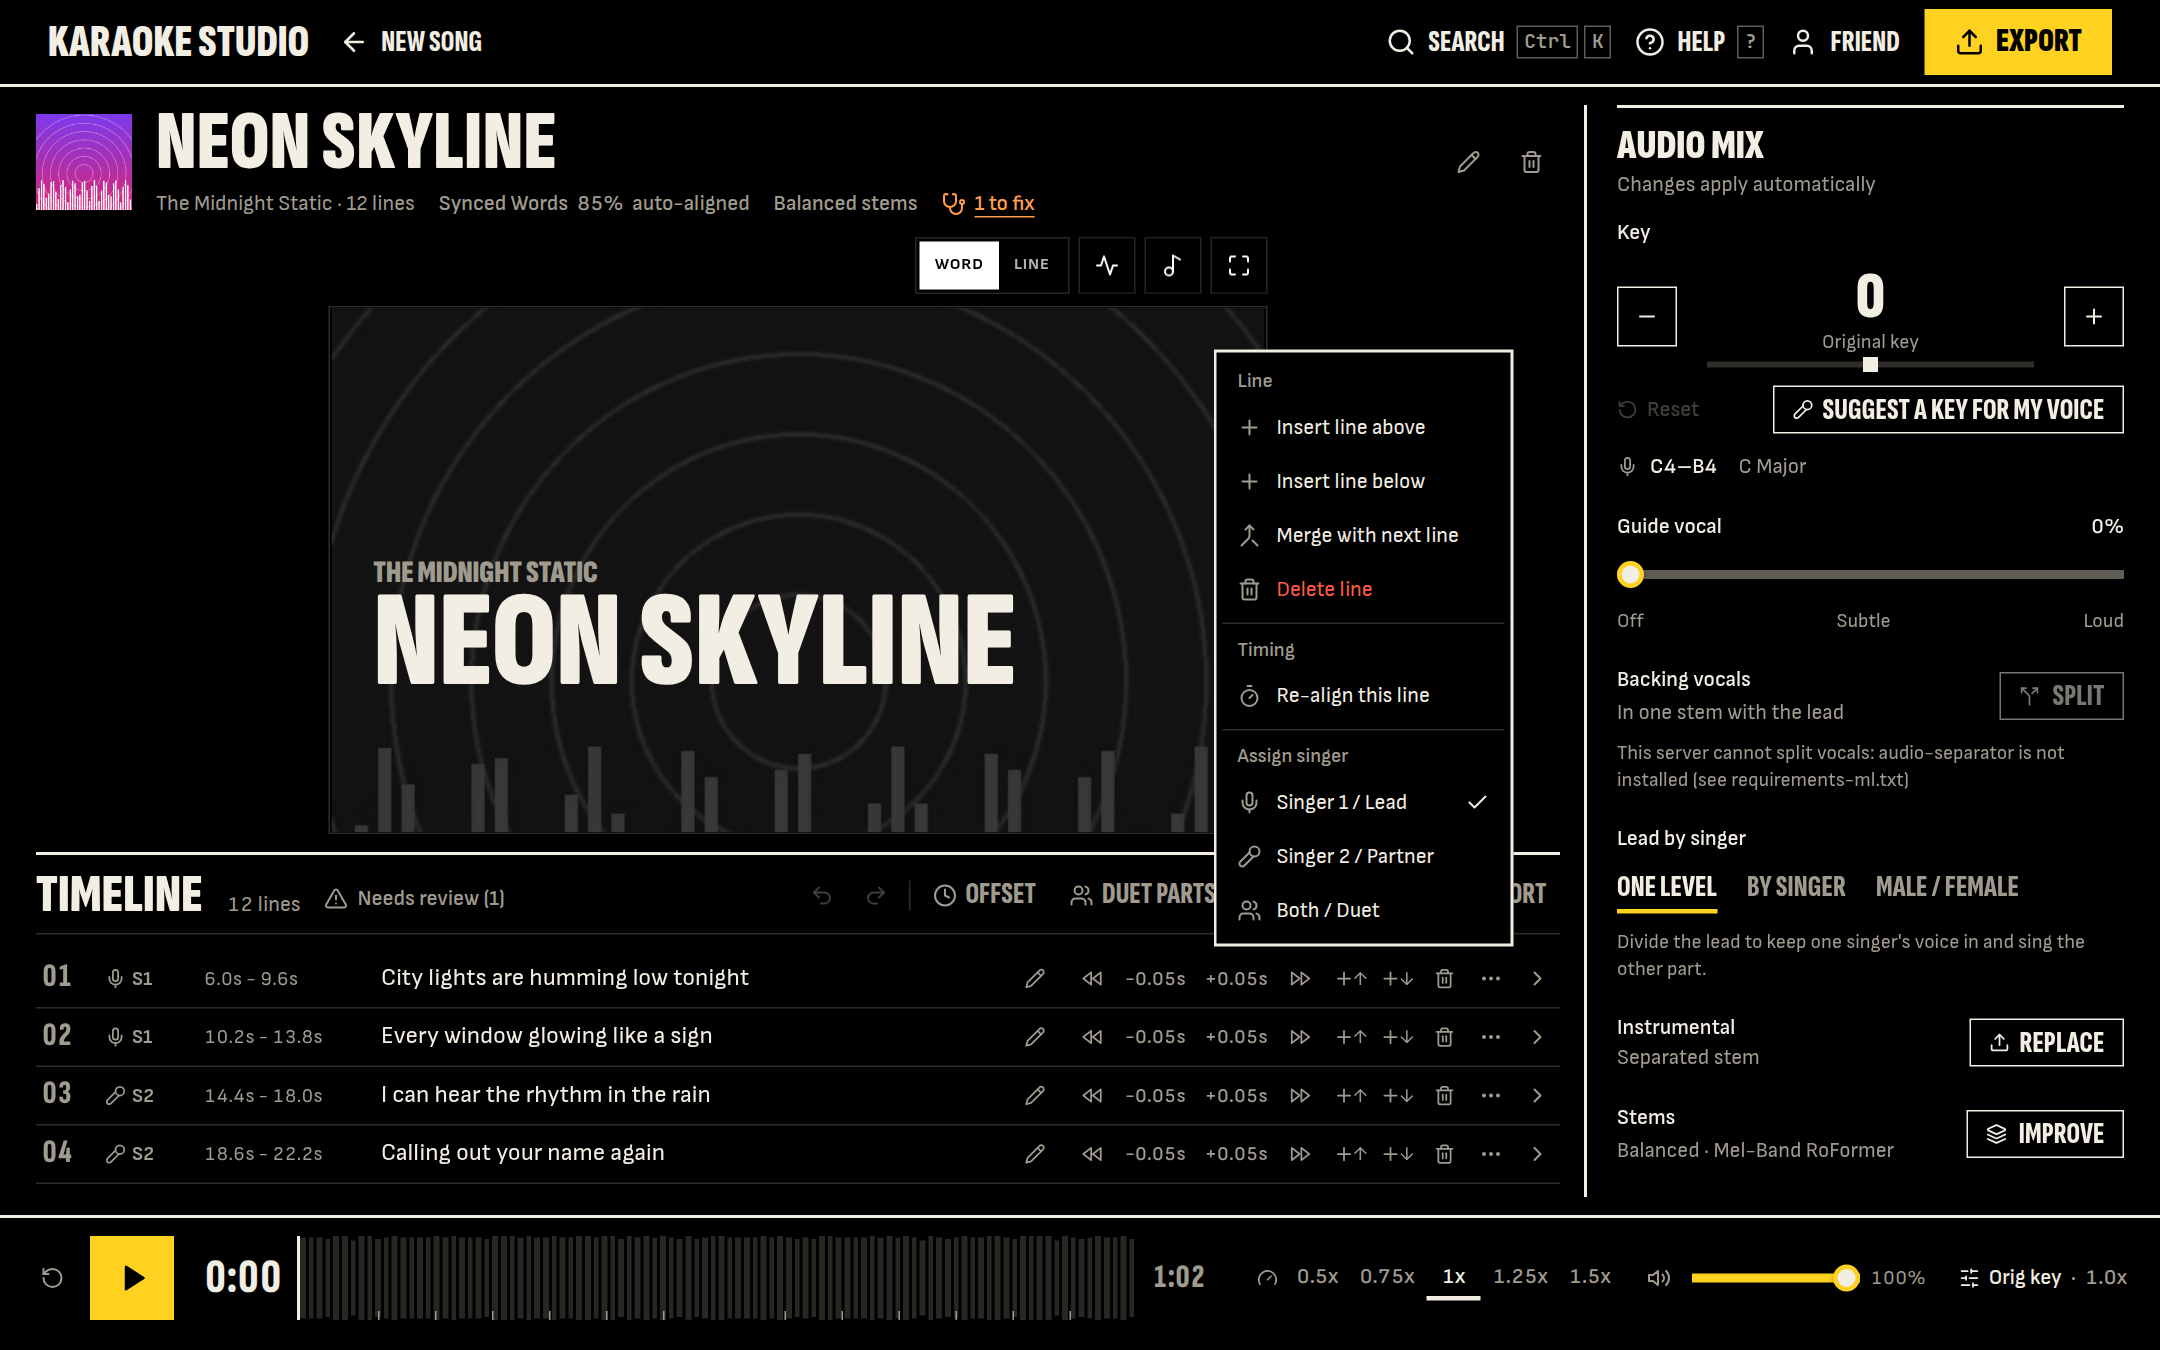 KARAOKE STUDIO NEW SONG SEARCH Ctrl K HELP ? FRIEND EXPORT
NEON SKYLINE
The Midnight Static · 12 lines Synced Words 85% auto-aligned Balanced stems 1 to fix
WORD LINE
THE MIDNIGHT STATIC
NEON SKYLINE
Line
Insert line above
Insert line below
Merge with next line
Delete line
Timing
Re-align this line
Assign singer
Singer 1 / Lead
Singer 2 / Partner
Both / Duet
TIMELINE 12 lines Needs review (1) OFFSET DUET PARTS
01 S1 6.0s - 9.6s City lights are humming low tonight -0.05s +0.05s
02 S1 10.2s - 13.8s Every window glowing like a sign -0.05s +0.05s
03 S2 14.4s - 18.0s I can hear the rhythm in the rain -0.05s +0.05s
04 S2 18.6s - 22.2s Calling out your name again -0.05s +0.05s
AUDIO MIX
Changes apply automatically
Key
0
Original key
Reset SUGGEST A KEY FOR MY VOICE
C4–B4 C Major
Guide vocal 0%
Off Subtle Loud
Backing vocals
In one stem with the lead
SPLIT
This server cannot split vocals: audio-separator is not
installed (see requirements-ml.txt)
Lead by singer
ONE LEVEL BY SINGER MALE / FEMALE
Divide the lead to keep one singer's voice in and sing the
other part.
Instrumental
Separated stem
REPLACE
Stems
Balanced · Mel-Band RoFormer
IMPROVE
0:00 1:02 0.5x 0.75x 1x 1.25x 1.5x 100% Orig key · 1.0x